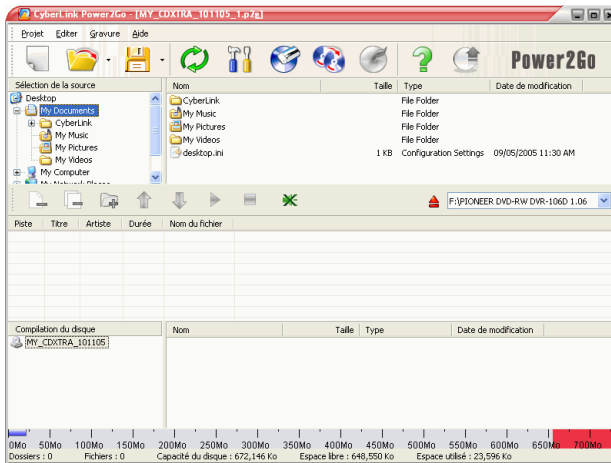 CyberLink Power2Go - [MY_CDXTRA_101105_1.p2g]
Projet Editer Gravure Aide
Power2Go
Sélection de la source
Nom Taille Type Date de modification
Desktop
My Documents
CyberLink
My Music
My Pictures
My Videos
My Computer
My Network Places
CyberLink File Folder
My Music File Folder
My Pictures File Folder
My Videos File Folder
desktop.ini 1 KB Configuration Settings 09/05/2005 11:30 AM
F:\PIONEER DVD-RW DVR-106D 1.06
Piste Titre Artiste Durée Nom du fichier
Compilation du disque
Nom Taille Type Date de modification
MY_CDXTRA_101105
0Mo 50Mo 100Mo 150Mo 200Mo 250Mo 300Mo 350Mo 400Mo 450Mo 500Mo 550Mo 600Mo 650Mo 700Mo
Dossiers : 0 Fichiers : 0 Capacité du disque : 672,146 Ko Espace libre : 648,550 Ko Espace utilisé : 23,596 Ko